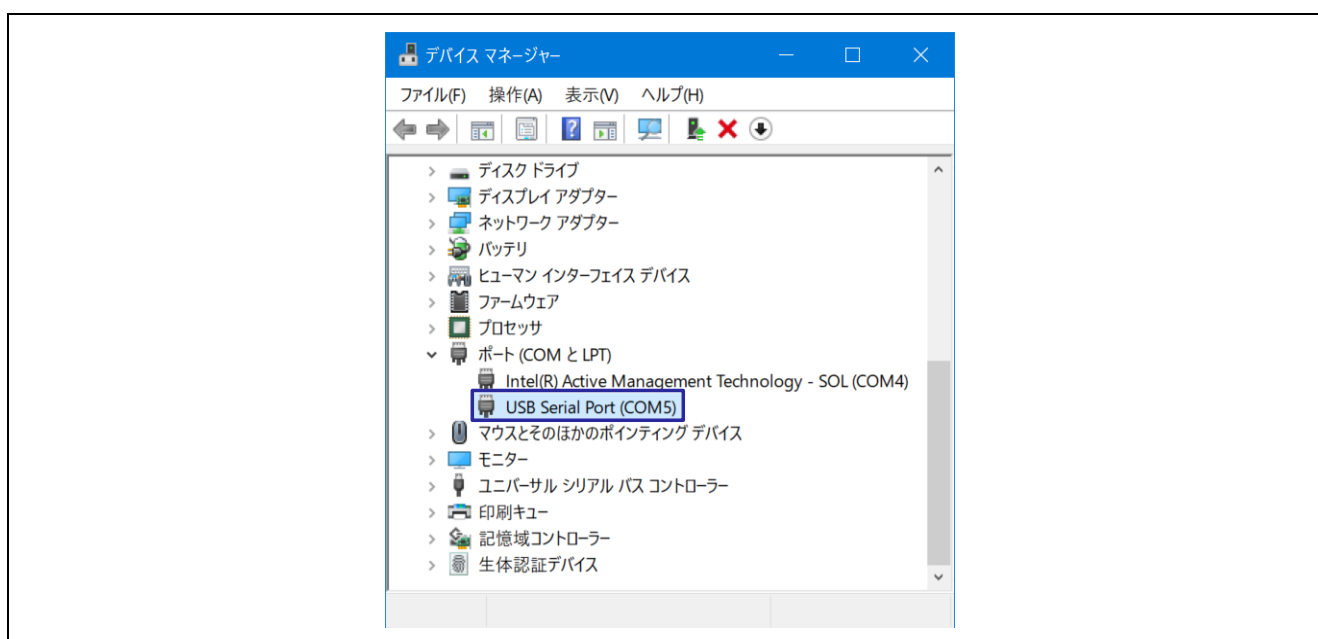 デバイス マネージャー
ファイル(F) 操作(A) 表示(V) ヘルプ(H)
ディスク ドライブ
ディスプレイ アダプター
ネットワーク アダプター
バッテリ
ヒューマン インターフェイス デバイス
ファームウェア
プロセッサ
ポート (COM と LPT)
Intel(R) Active Management Technology - SOL (COM4)
USB Serial Port (COM5)
マウスとそのほかのポインティング デバイス
モニター
ユニバーサル シリアル バス コントローラー
印刷キュー
記憶域コントローラー
生体認証デバイス